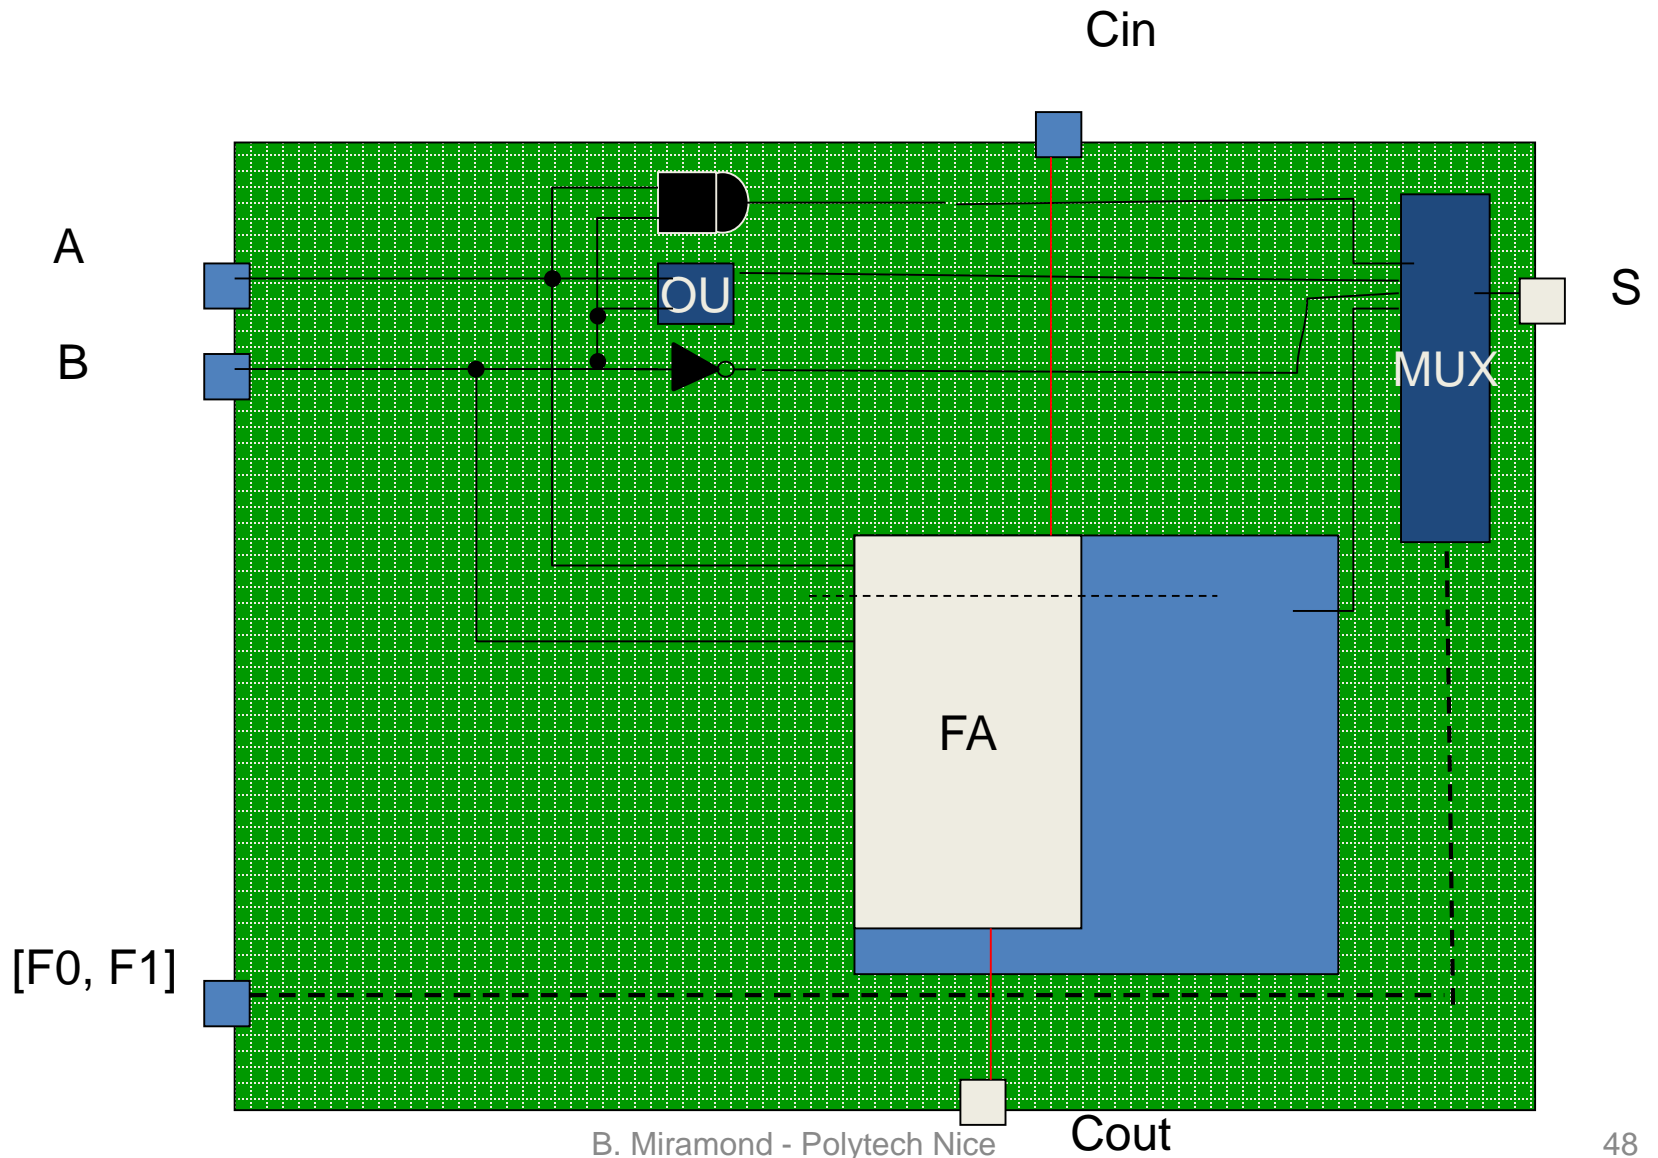 Cin
A
OU
S
B
MUX
FA
[F0, F1]
Cout
B. Miramond - Polytech Nice
48